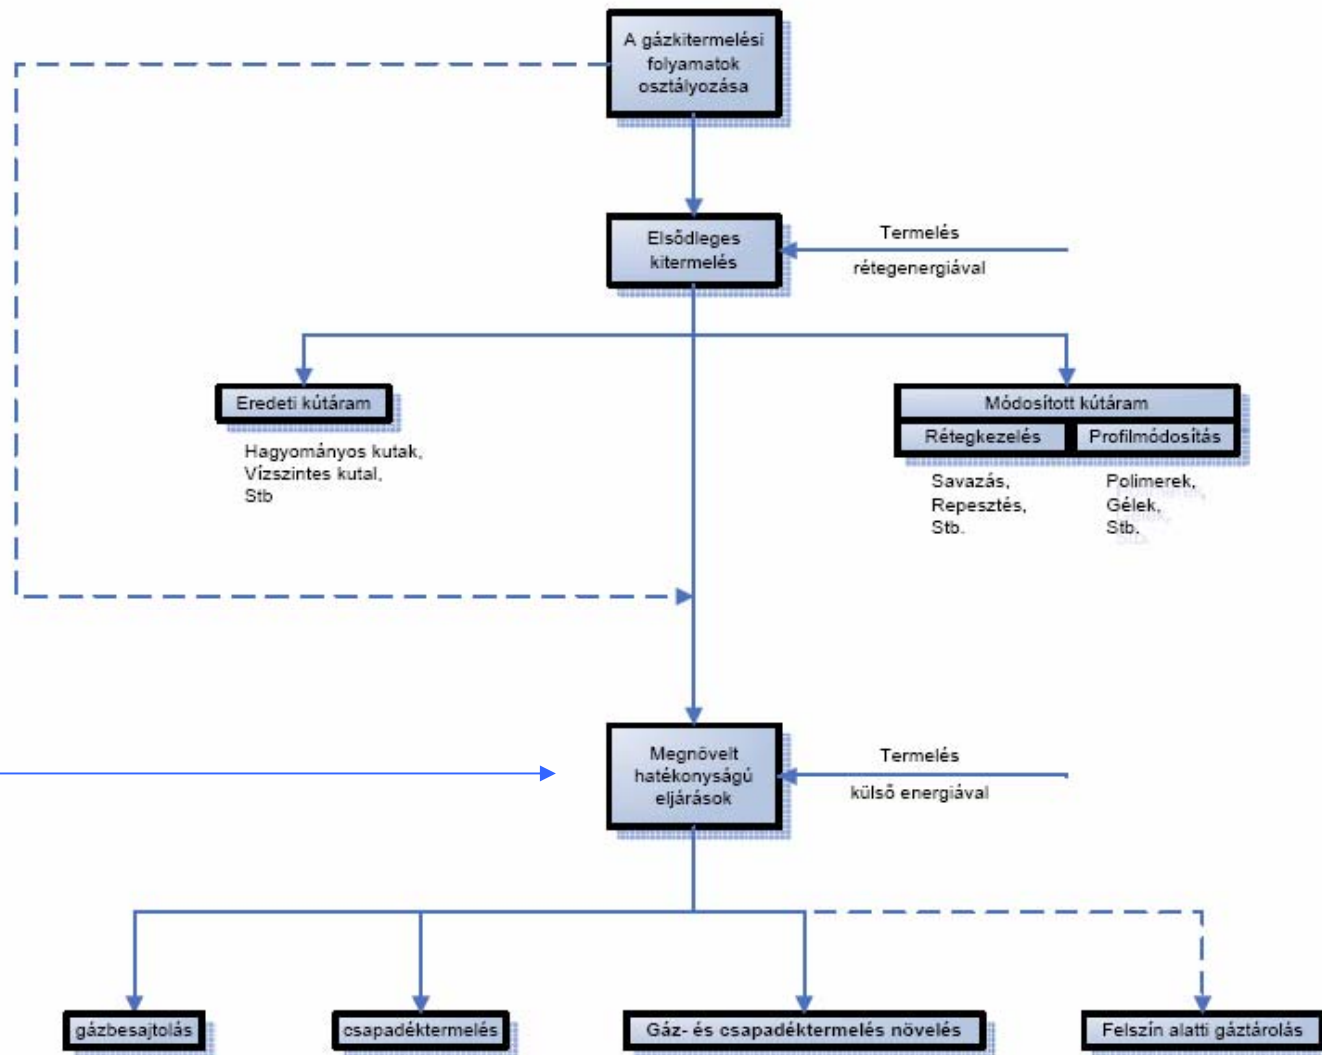 A gázkitermelési
folyamatok
osztályozása
Elsődleges
kitermelés
Termelés
rétegenergiával
Eredeti kútáram
Hagyományos kutak,
Vízszintes kutal,
Stb
Módosított kútáram
Rétegkezelés
Profilmódosítás
Savazás,
Repesztés,
Stb.
Polimerek,
Gélek,
Stb.
Megnövelt
hatékonyságú
eljárások
Termelés
külső energiával
gázbesajtolás
csapadéktermelés
Gáz- és csapadéktermelés növelés
Felszín alatti gáztárolás